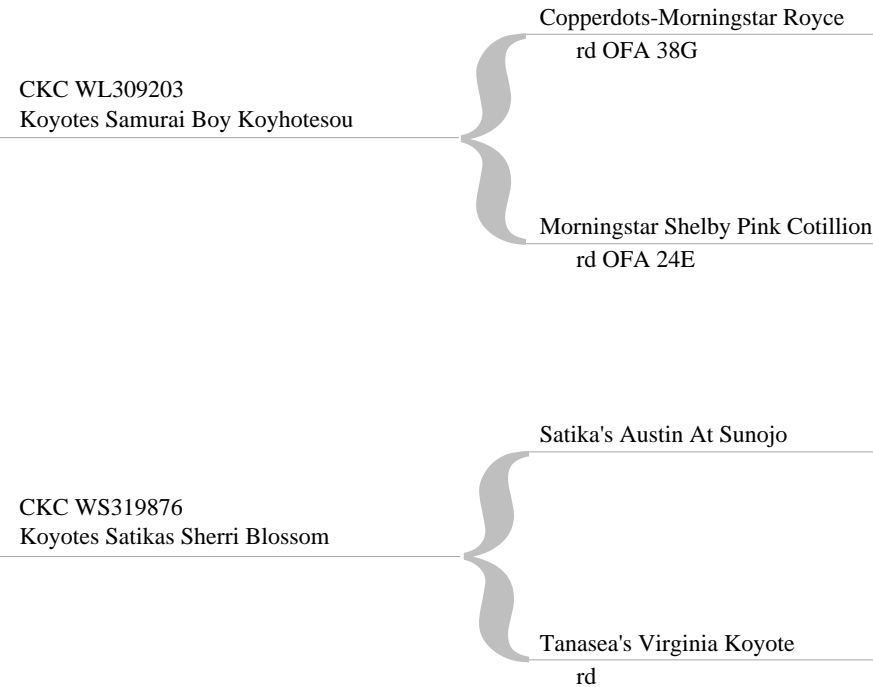 Copperdots-Morningstar Royce
rd OFA 38G
CKC WL309203
Koyotes Samurai Boy Koyhotesou
Morningstar Shelby Pink Cotillion
rd OFA 24E
Satika's Austin At Sunojo
CKC WS319876
Koyotes Satikas Sherri Blossom
Tanasea's Virginia Koyote
rd